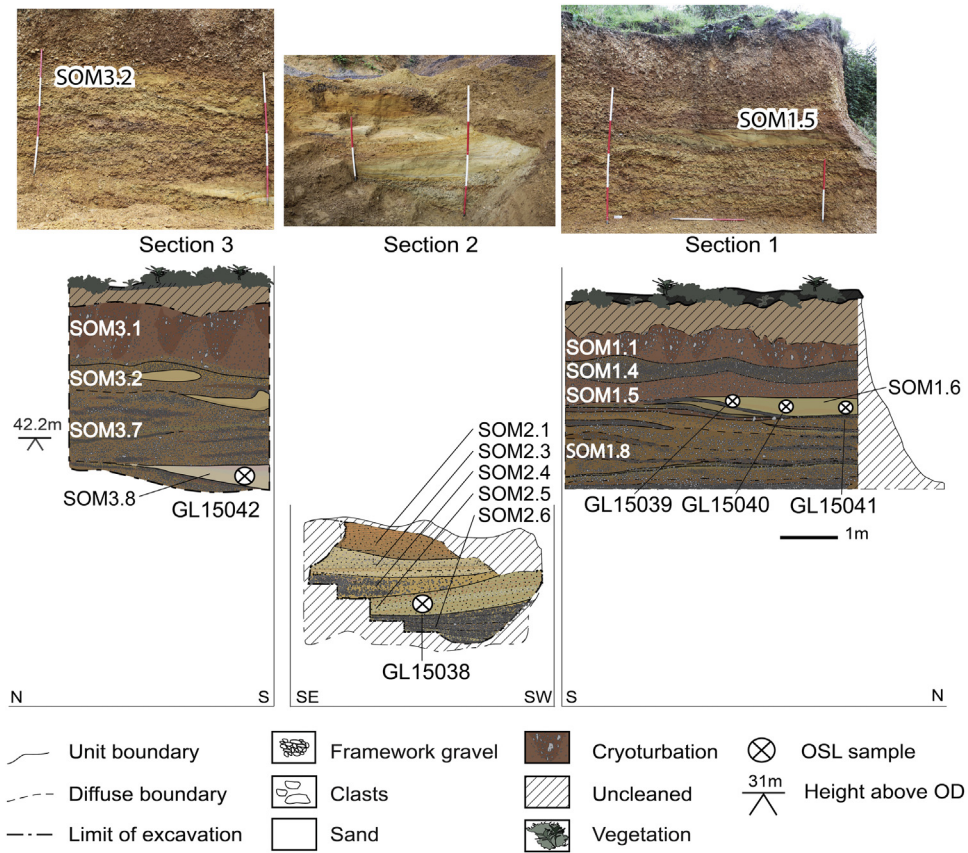 SOM3.2
SOM1.5
Section 3
Section 2
Section 1
SOM3.1
SOM3.2
SOM3.7
42.2m
SOM3.8
GL15042
SOM2.1
SOM2.3
SOM2.4
SOM2.5
SOM2.6
GL15038
SOM1.1
SOM1.4
SOM1.5
SOM1.6
SOM1.8
GL15039 GL15040 GL15041
1m
N S SE SW S N
Unit boundary
Framework gravel
Cryoturbation
OSL sample
Diffuse boundary
Clasts
Uncleaned
31m
Height above OD
Limit of excavation
Sand
Vegetation